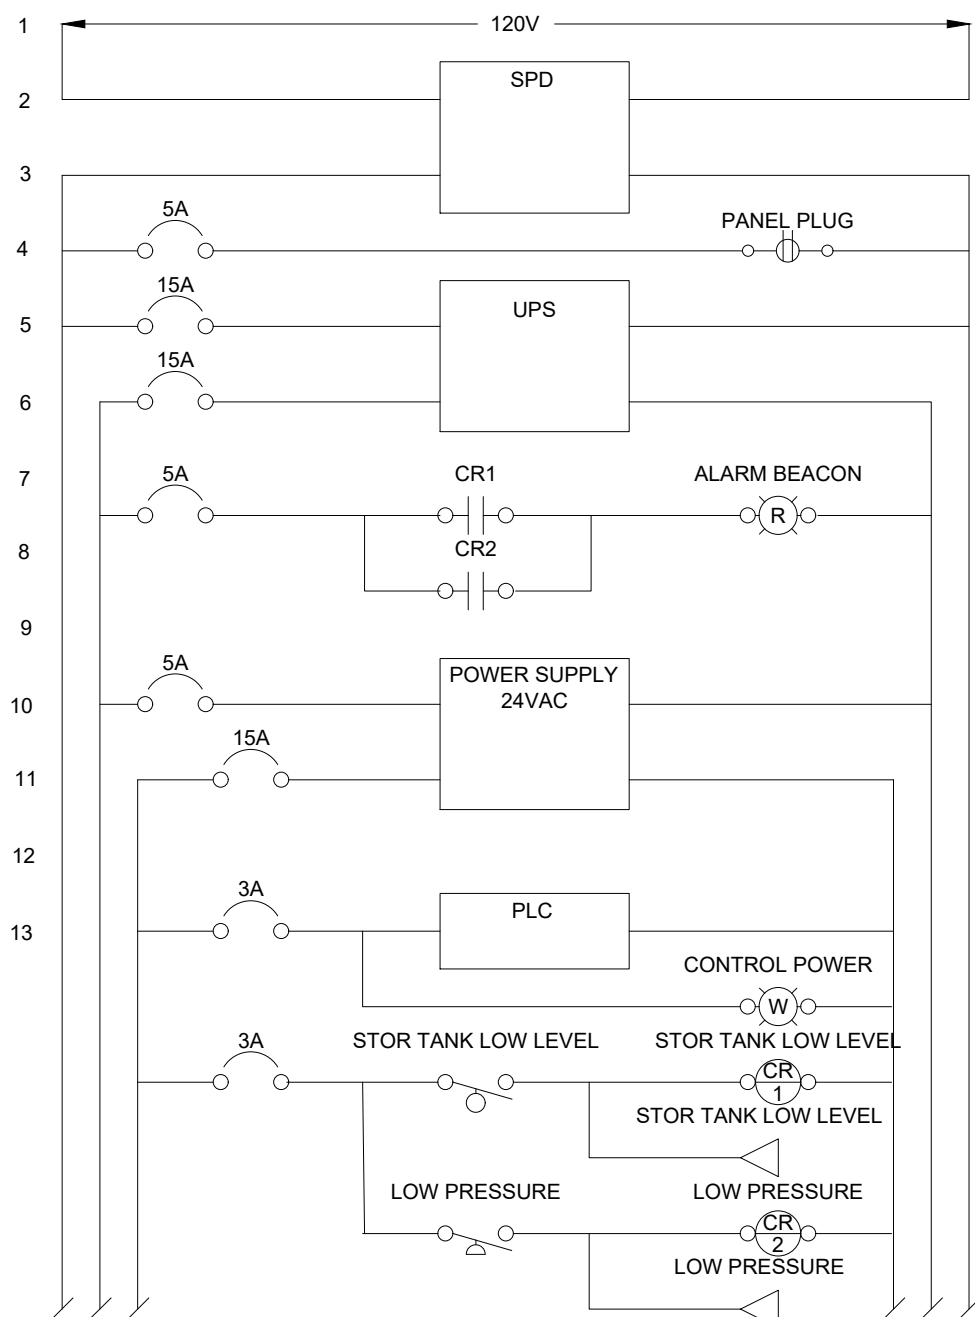 1
120V
2
SPD
3
5A
PANEL PLUG
4
15A
UPS
5
15A
6
7
5A
CR1
ALARM BEACON
R
8
CR2
9
5A
POWER SUPPLY
24VAC
10
15A
11
12
3A
PLC
13
CONTROL POWER
W
3A
STOR TANK LOW LEVEL
STOR TANK LOW LEVEL
CR
1
STOR TANK LOW LEVEL
LOW PRESSURE
LOW PRESSURE
CR
2
LOW PRESSURE